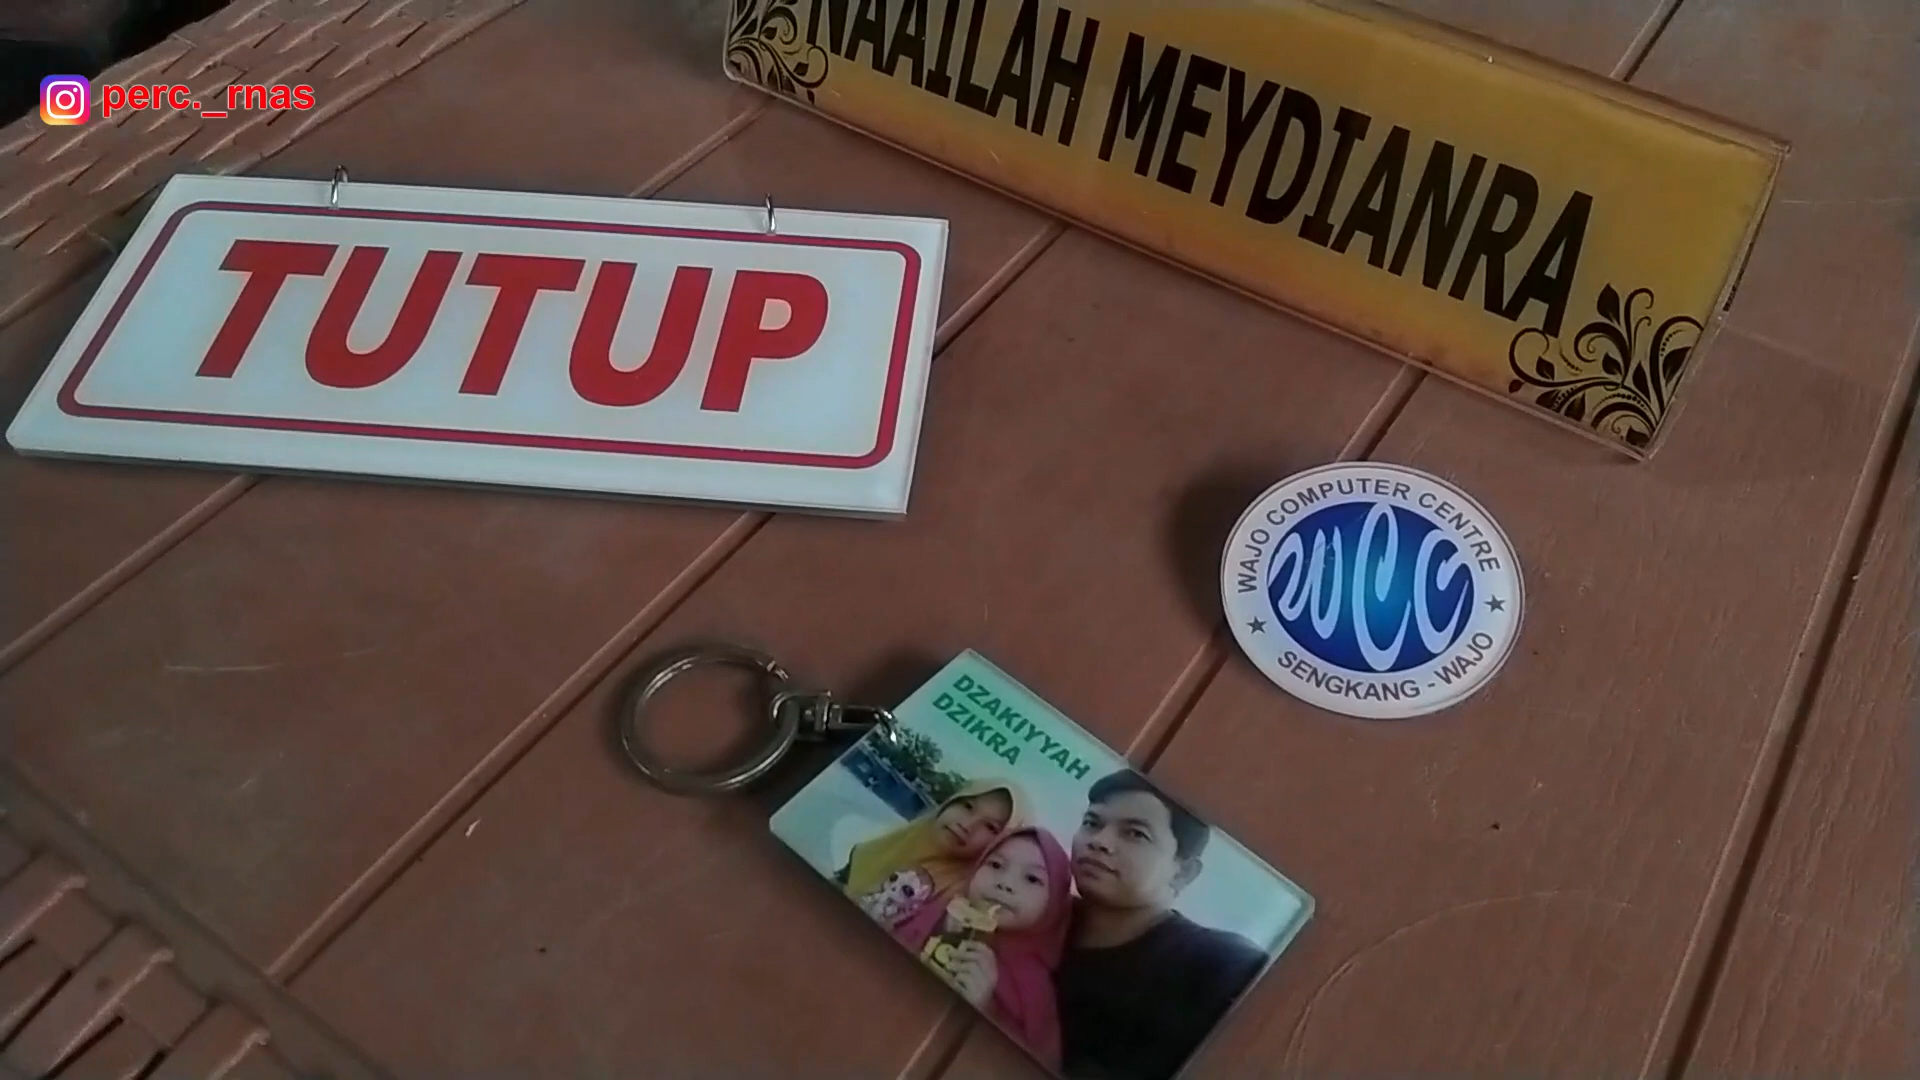 perc._rnas
NAAILAH MEYDIANRA
TUTUP
WAJO COMPUTER CENTRE
wcc
SENGKANG - WAJO
DZAKIYYAH
DZIKRA